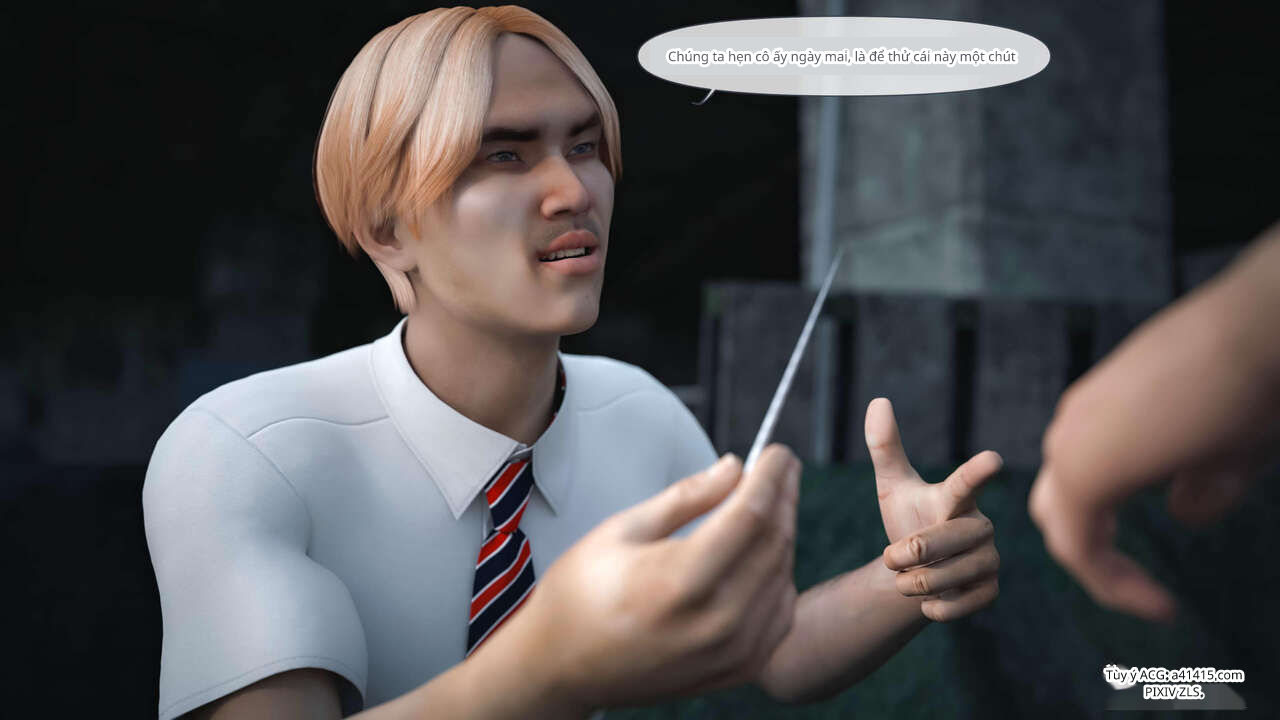 Chúng ta hẹn cô ấy ngày mai, là để thử cái này một chút
Tùy ý ACG: a41415.com
PIXIV ZLS.